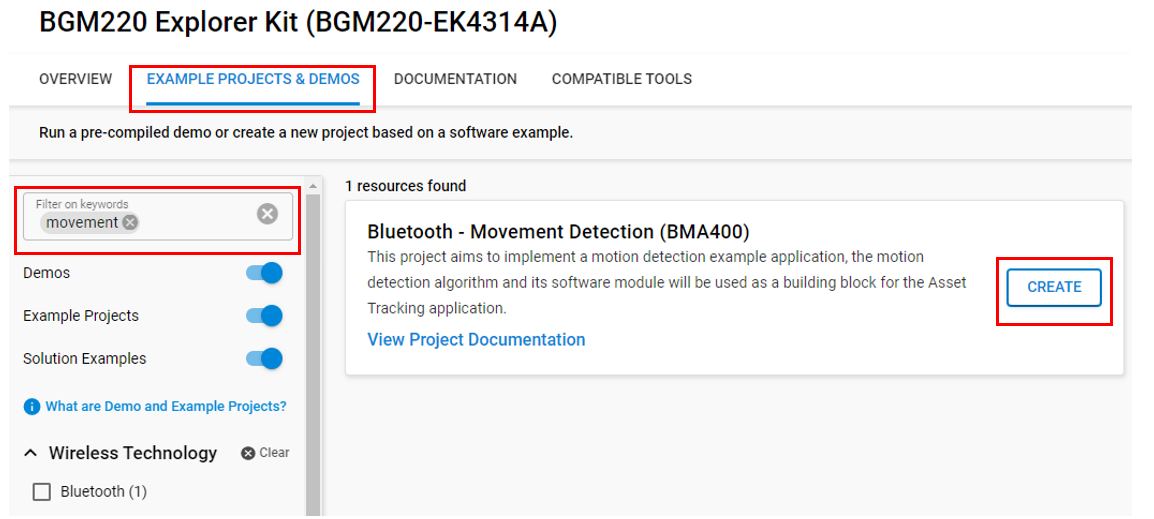 BGM220 Explorer Kit (BGM220-EK4314A)
OVERVIEW
EXAMPLE PROJECTS & DEMOS
DOCUMENTATION
COMPATIBLE TOOLS
Run a pre-compiled demo or create a new project based on a software example.
Filter on keywords
movement
Demos
Example Projects
Solution Examples
What are Demo and Example Projects?
Wireless Technology
Clear
Bluetooth (1)
1 resources found
Bluetooth - Movement Detection (BMA400)
This project aims to implement a motion detection example application, the motion
detection algorithm and its software module will be used as a building block for the Asset
Tracking application.
View Project Documentation
CREATE